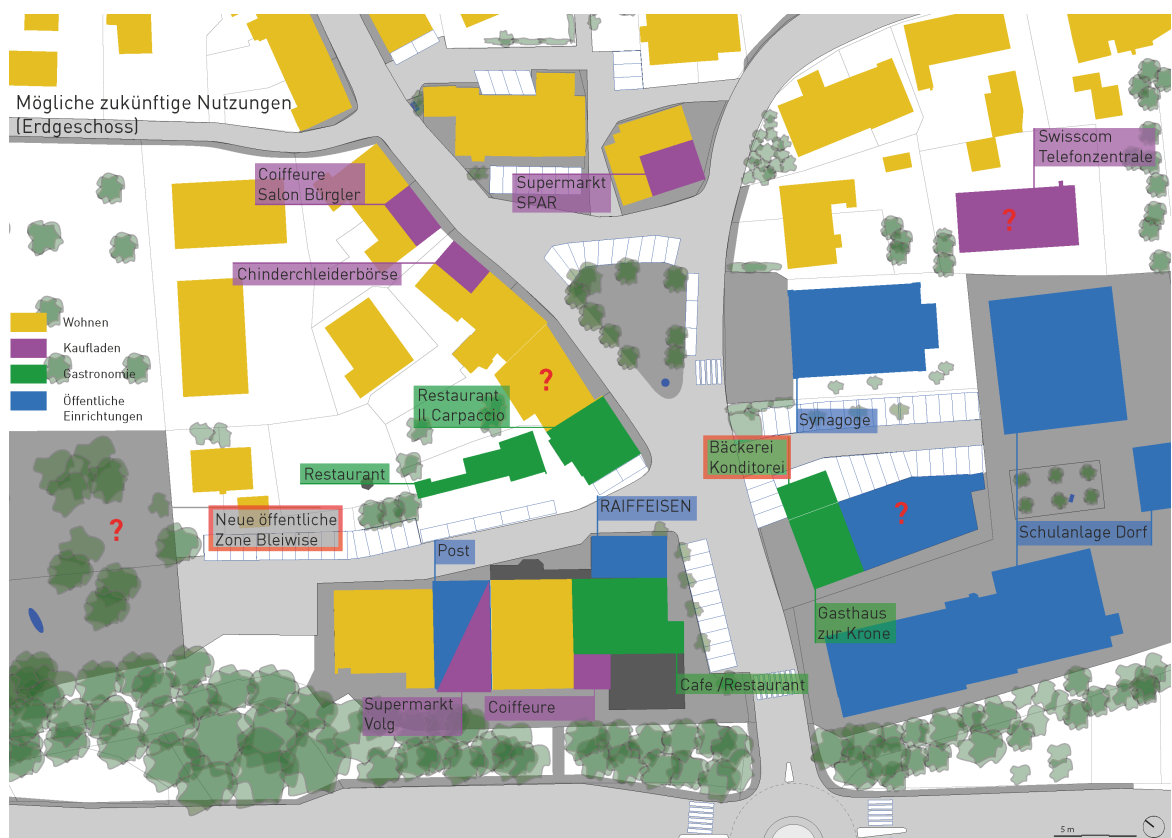 Mögliche zukünftige Nutzungen
(Erdgeschoss)
Swisscom
Telefonzentrale
?
Coiffeure
Salon Bürgler
Supermarkt
SPAR
Chinderchleiderbörse
Wohnen
Kaufladen
Gastronomie
Öffentliche
Einrichtungen
?
Restaurant
Il Carpaccio
Synagoge
Bäckerei
Konditorei
Restaurant
?
Neue öffentliche
Zone Bleiwise
RAIFFEISEN
?
Schulanlage Dorf
Post
Gasthaus
zur Krone
Cafe /Restaurant
Supermarkt
Volg
Coiffeure
5 m